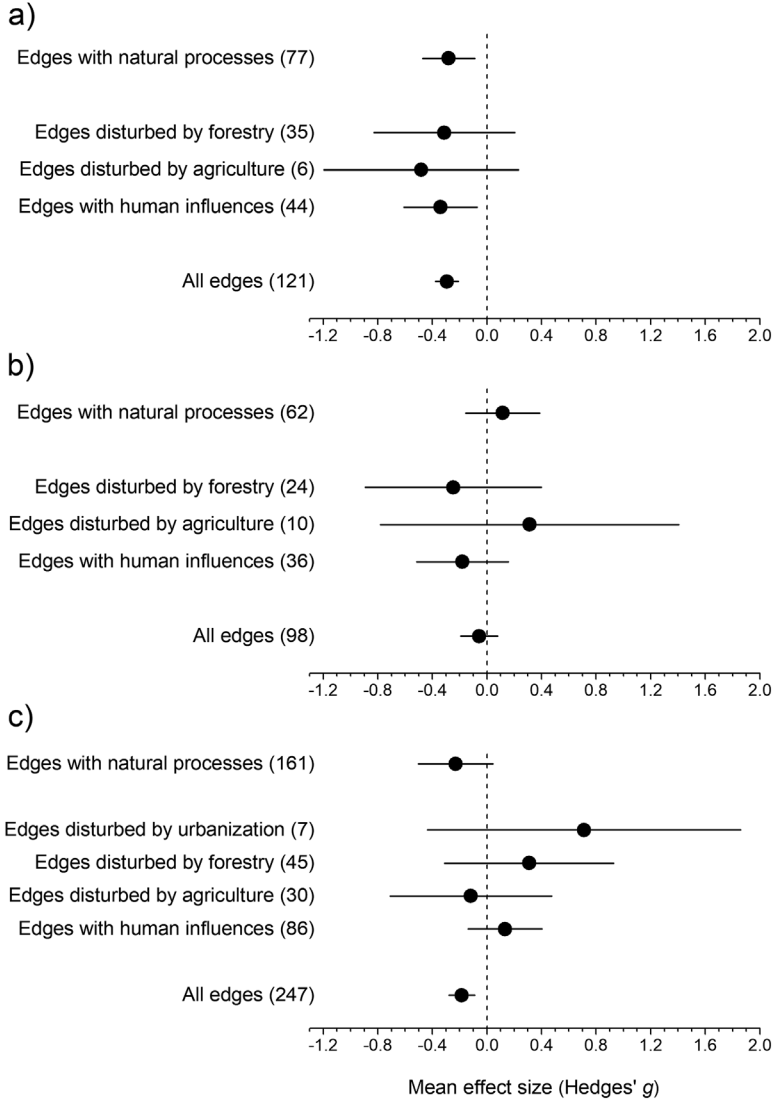 a)
Edges with natural processes (77)
Edges disturbed by forestry (35)
Edges disturbed by agriculture (6)
Edges with human influences (44)
All edges (121)
-1.2 -0.8 -0.4 0.0 0.4 0.8 1.2 1.6 2.0
b)
Edges with natural processes (62)
Edges disturbed by forestry (24)
Edges disturbed by agriculture (10)
Edges with human influences (36)
All edges (98)
-1.2 -0.8 -0.4 0.0 0.4 0.8 1.2 1.6 2.0
c)
Edges with natural processes (161)
Edges disturbed by urbanization (7)
Edges disturbed by forestry (45)
Edges disturbed by agriculture (30)
Edges with human influences (86)
All edges (247)
-1.2 -0.8 -0.4 0.0 0.4 0.8 1.2 1.6 2.0
Mean effect size (Hedges' g)